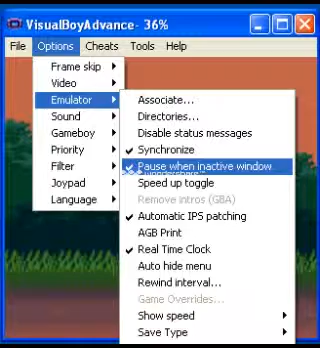 VisualBoyAdvance- 36%
File Options Cheats Tools Help
Frame skip
Video
Emulator
Sound
Gameboy
Priority
Filter
Joypad
Language
Associate...
Directories...
Disable status messages
Synchronize
Pause when inactive window
Speed up toggle
Remove intros (GBA)
Automatic IPS patching
AGB Print
Real Time Clock
Auto hide menu
Rewind interval...
Game Overrides...
Show speed
Save Type